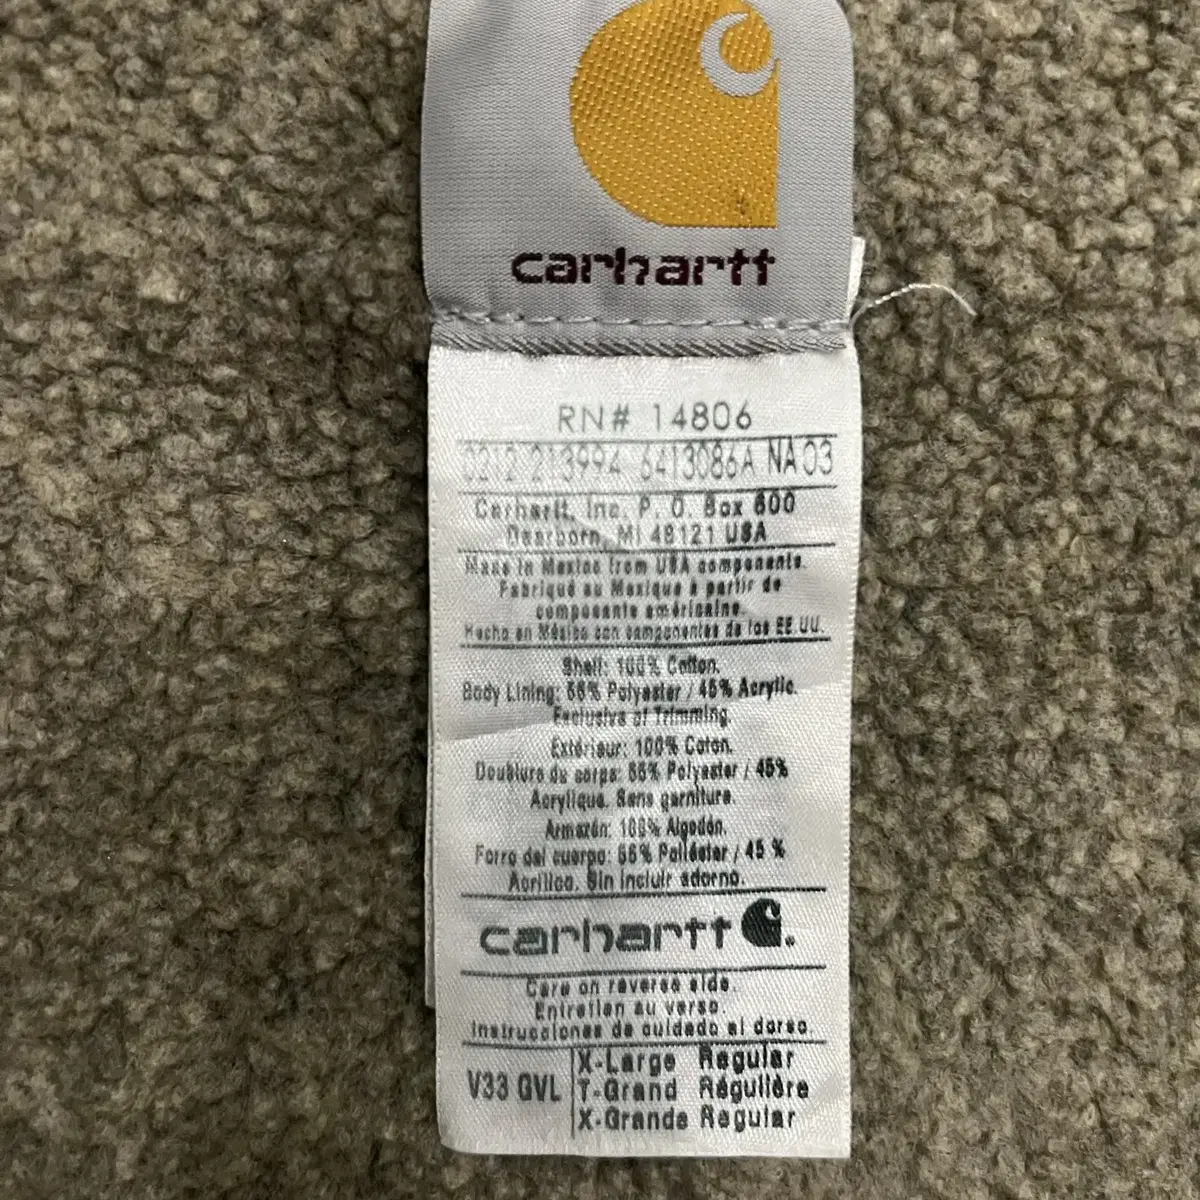 carhartt
RN# 14806
0212 213994 6413086A NA 03
Carhartt, Inc. P. O. Box 600
Dearborn, MI 48121 USA
Made in Mexico from USA components.
Fabriqué au Mexique à partir de
composants américains.
Hecho en México con componentes de los EE.UU.
Shell: 100% Cotton.
Body Lining: 55% Polyester / 45% Acrylic.
Exclusive of Trimming.
Extérieur: 100% Coton.
Doublure du corps: 55% Polyester / 45%
Acrylique. Sans garniture.
Armazón: 100% Algodón.
Forro del cuerpo: 55% Poliéster / 45 %
Acrílico. Sin incluir adorno.
carhartt
Care on reverse side.
Entretien au verso.
Instrucciones de cuidado al dorso.
V33 GVL
X-Large Regular
T-Grand Régulière
X-Grande Regular